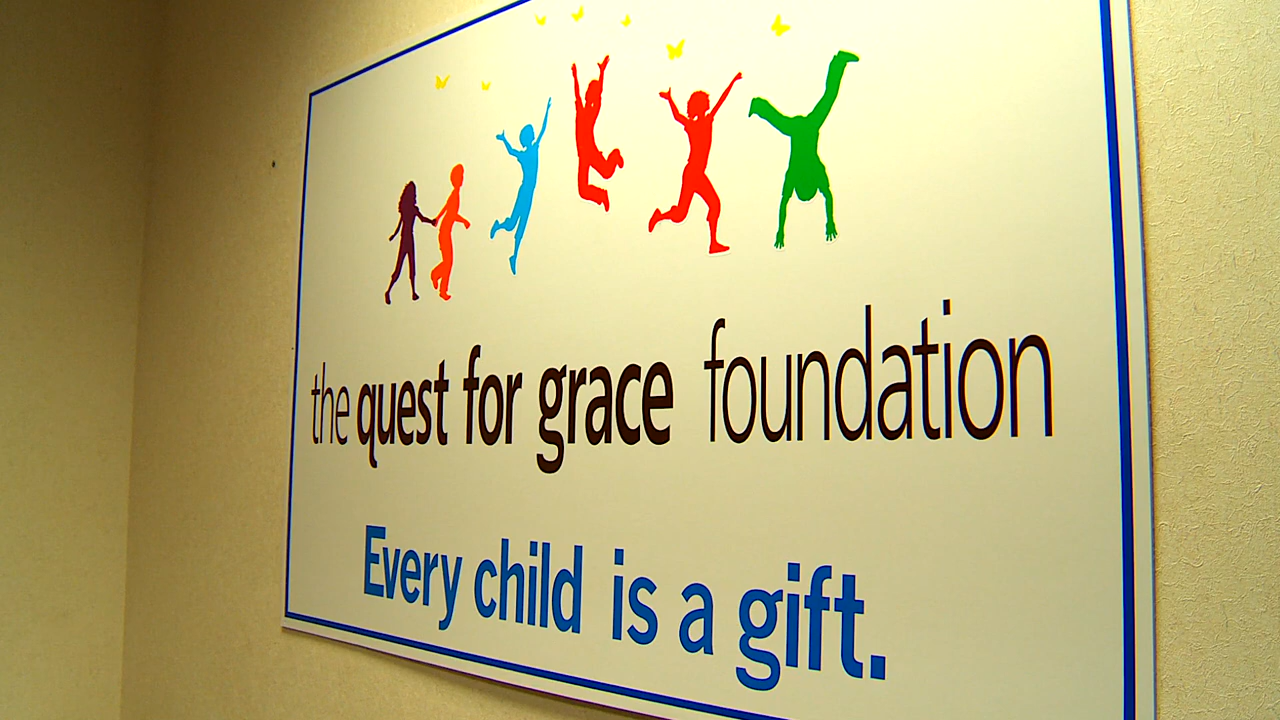 the quest for grace foundation
Every child is a gift.